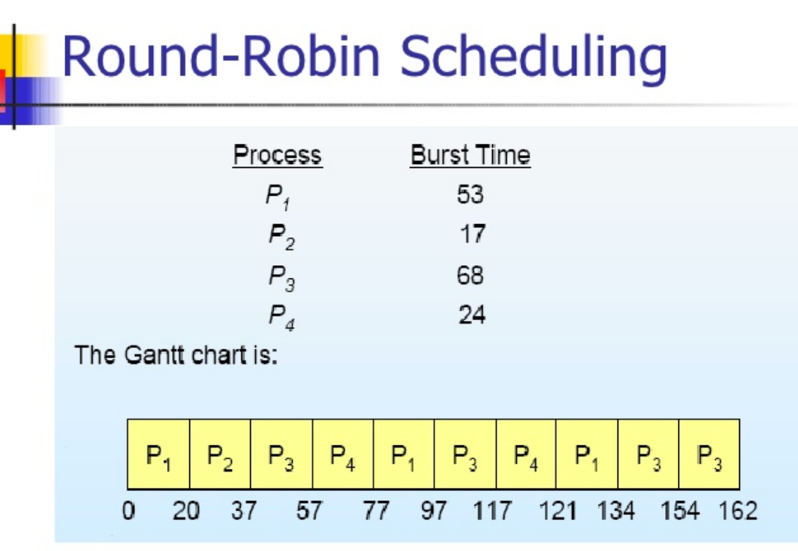 Round-Robin Scheduling
Process Burst Time
P1 53
P2 17
P3 68
P4 24
The Gantt chart is:
P1 P2 P3 P4 P1 P3 P4 P1 P3 P3
0 20 37 57 77 97 117 121 134 154 162